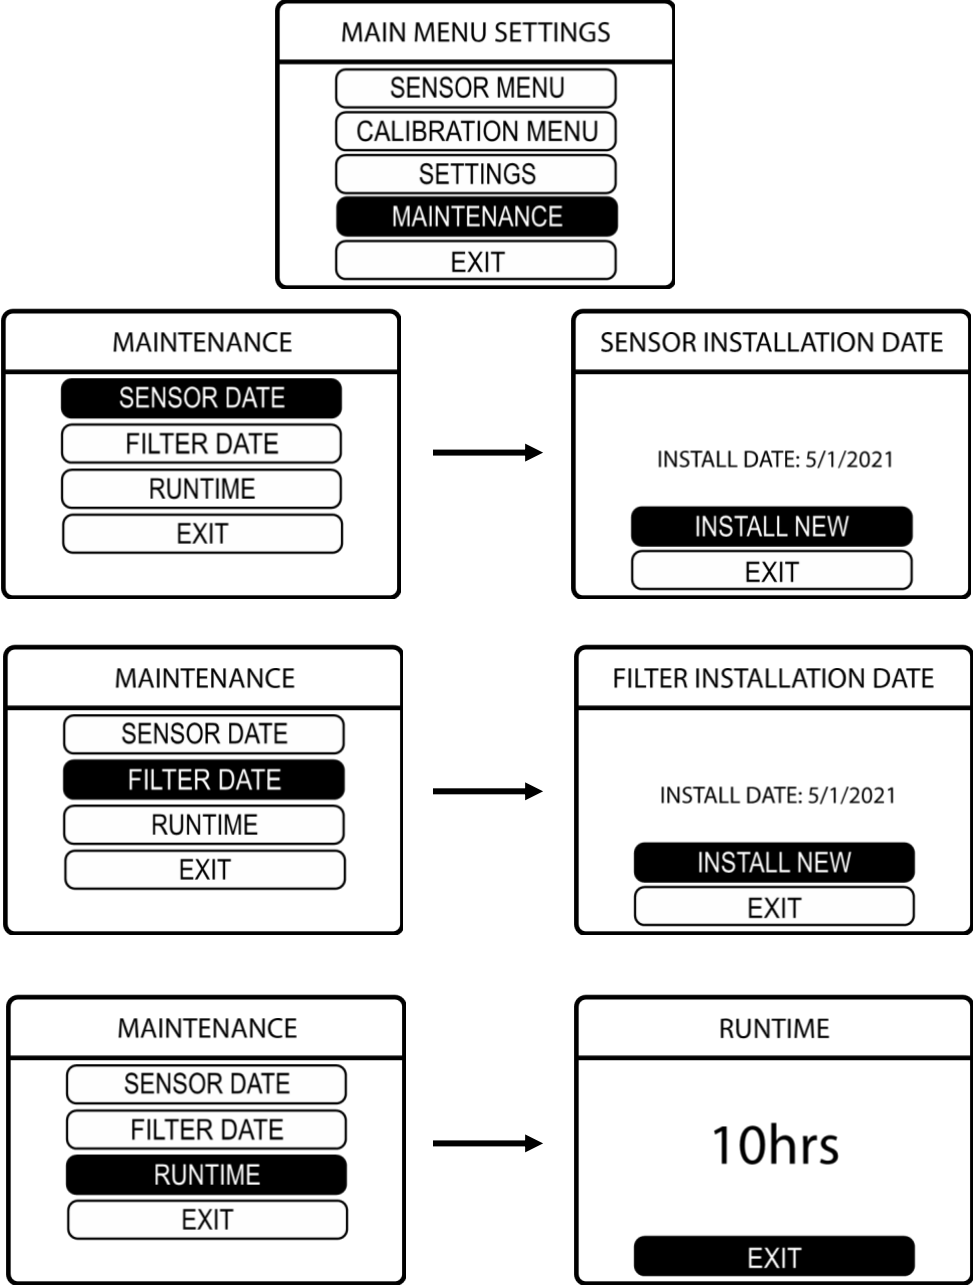 MAIN MENU SETTINGS
SENSOR MENU
CALIBRATION MENU
SETTINGS
MAINTENANCE
EXIT
MAINTENANCE
SENSOR DATE
FILTER DATE
RUNTIME
EXIT
SENSOR INSTALLATION DATE
INSTALL DATE: 5/1/2021
INSTALL NEW
EXIT
MAINTENANCE
SENSOR DATE
FILTER DATE
RUNTIME
EXIT
FILTER INSTALLATION DATE
INSTALL DATE: 5/1/2021
INSTALL NEW
EXIT
MAINTENANCE
SENSOR DATE
FILTER DATE
RUNTIME
EXIT
RUNTIME
10hrs
EXIT